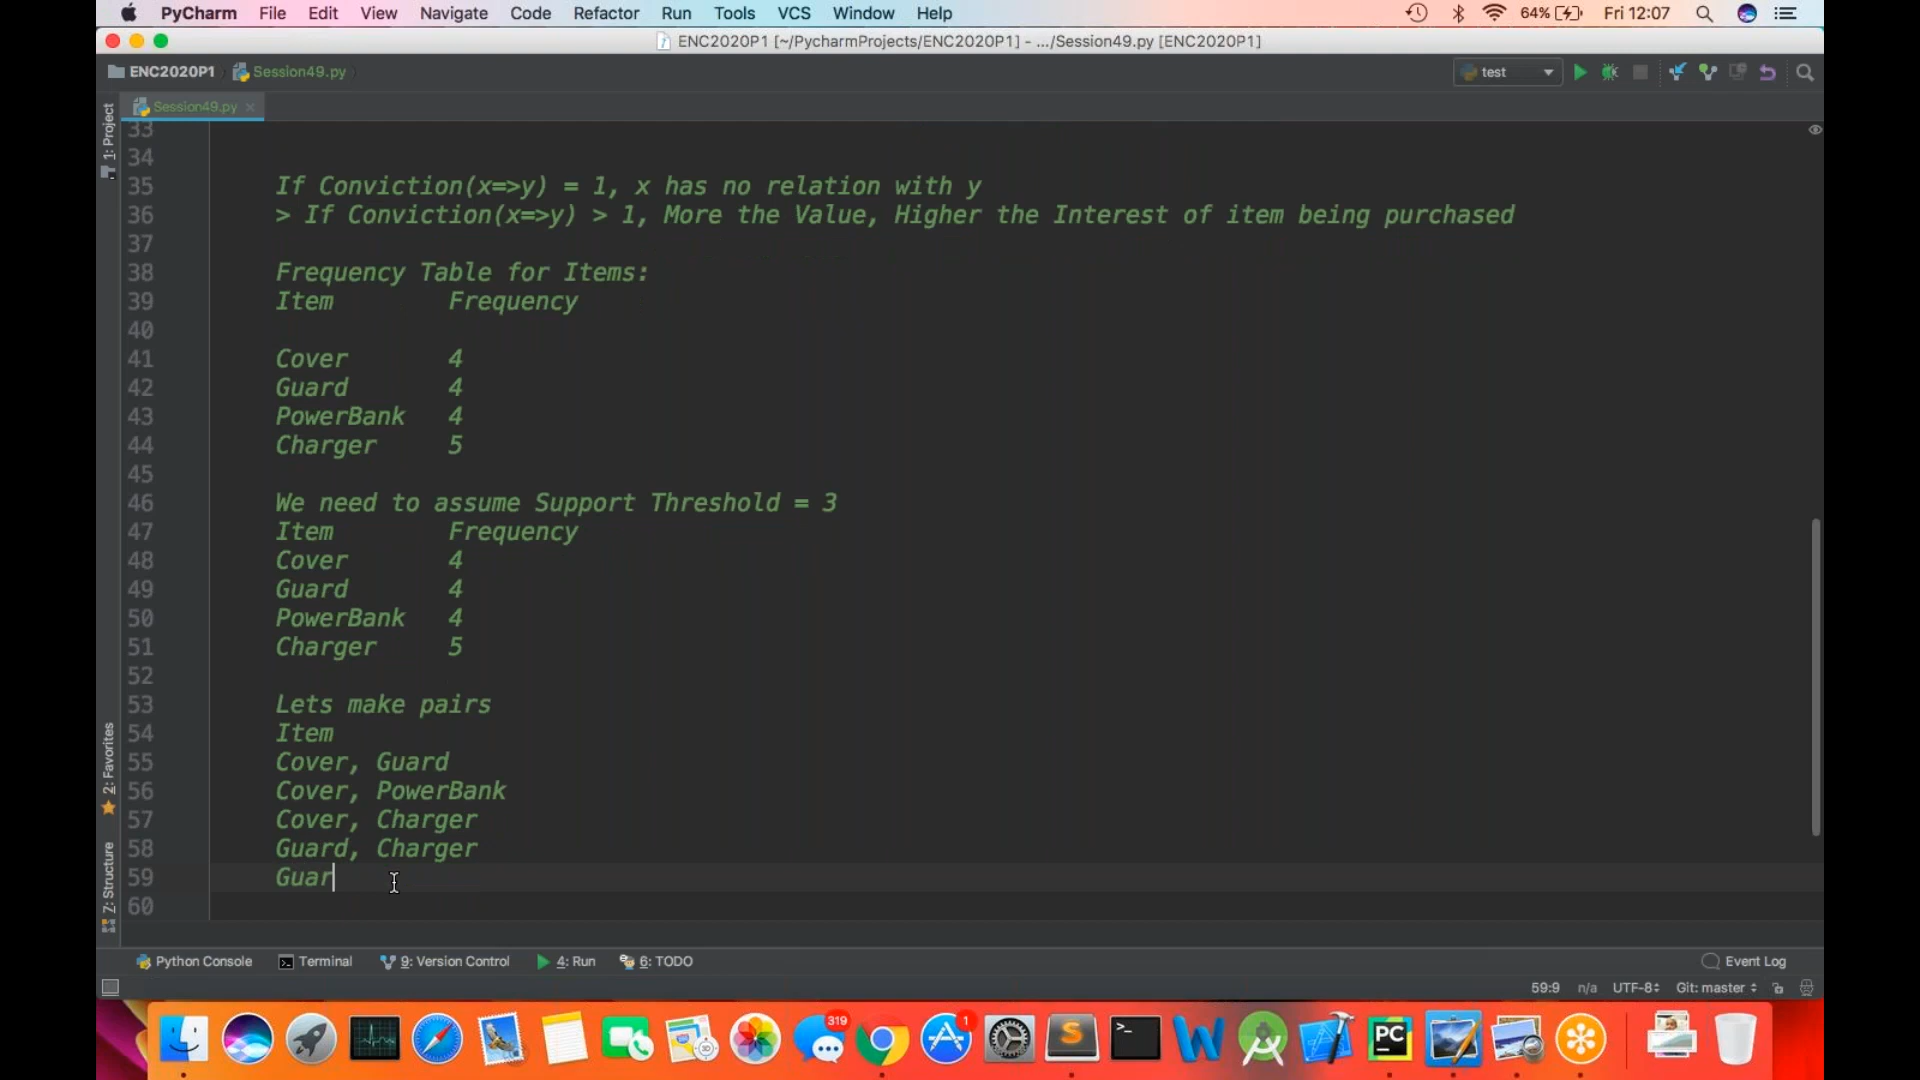 PyCharm File Edit View Navigate Code Refactor Run Tools VCS Window Help 64% Fri 12:07
ENC2020P1 [~/PycharmProjects/ENC2020P1] - .../Session49.py [ENC2020P1]
ENC2020P1 Session49.py test
Session49.py
1: Project
33
34
35 If Conviction(x=>y) = 1, x has no relation with y
36 > If Conviction(x=>y) > 1, More the Value, Higher the Interest of item being purchased
37
38 Frequency Table for Items:
39 Item Frequency
40
41 Cover 4
42 Guard 4
43 PowerBank 4
44 Charger 5
45
46 We need to assume Support Threshold = 3
47 Item Frequency
48 Cover 4
49 Guard 4
50 PowerBank 4
51 Charger 5
52
53 Lets make pairs
54 Item
55 Cover, Guard
56 Cover, PowerBank
57 Cover, Charger
58 Guard, Charger
59 Guar
60
2: Favorites
Z: Structure
Python Console Terminal 9: Version Control 4: Run 6: TODO Event Log
59:9 n/a UTF-8 Git: master
319 1 S >_ W PC